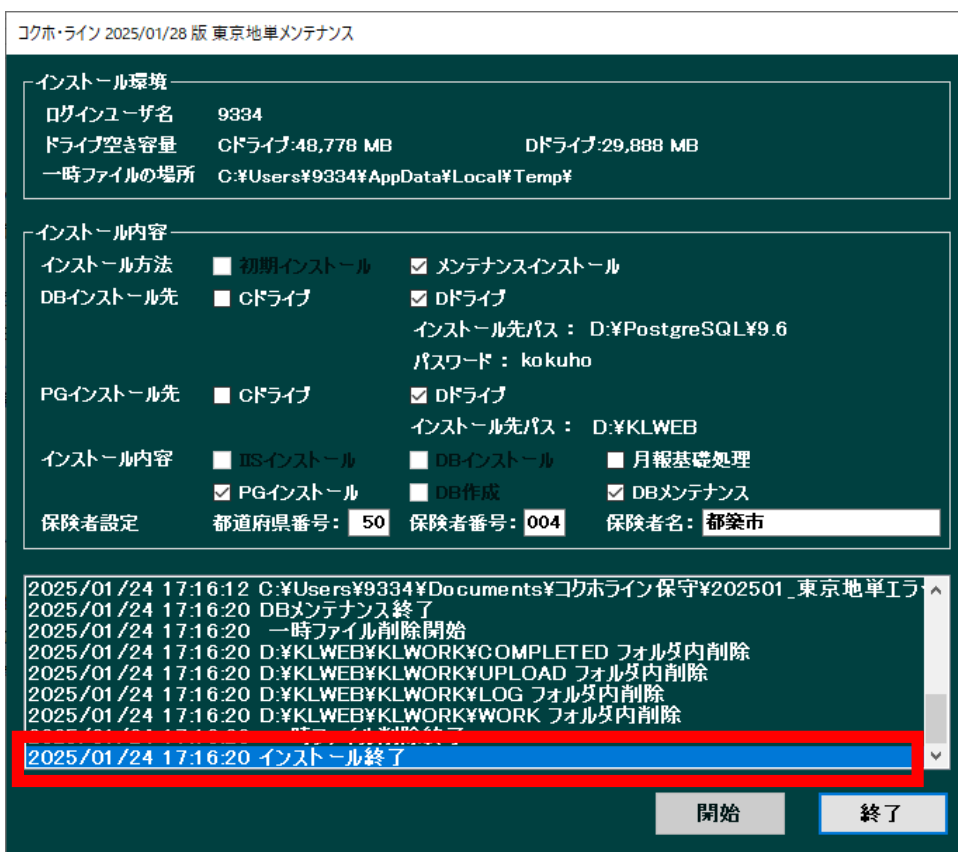 コクホ・ライン 2025/01/28 版 東京地単メンテナンス
インストール環境
ログインユーザ名 9334
ドライブ空き容量 Cドライブ:48,778 MB Dドライブ:29,888 MB
一時ファイルの場所 C:¥Users¥9334¥AppData¥Local¥Temp¥
インストール内容
インストール方法 初期インストール メンテナンスインストール
DBインストール先 Cドライブ Dドライブ
インストール先パス： D:¥PostgreSQL¥9.6
パスワード： kokuho
PGインストール先 Cドライブ Dドライブ
インストール先パス： D:¥KLWEB
インストール内容 IISインストール DBインストール 月報基礎処理
PGインストール DB作成 DBメンテナンス
保険者設定 都道府県番号： 50 保険者番号： 004 保険者名： 都築市
2025/01/24 17:16:12 C:¥Users¥9334¥Documents¥コクホライン保守¥202501_東京地単エラ
2025/01/24 17:16:20 DBメンテナンス終了
2025/01/24 17:16:20 一時ファイル削除開始
2025/01/24 17:16:20 D:¥KLWEB¥KLWORK¥COMPLETED フォルダ内削除
2025/01/24 17:16:20 D:¥KLWEB¥KLWORK¥UPLOAD フォルダ内削除
2025/01/24 17:16:20 D:¥KLWEB¥KLWORK¥LOG フォルダ内削除
2025/01/24 17:16:20 D:¥KLWEB¥KLWORK¥WORK フォルダ内削除
2025/01/24 17:16:20 一時ファイル削除終了
2025/01/24 17:16:20 インストール終了
開始 終了